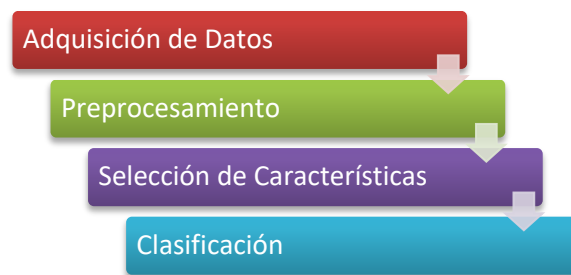 Adquisición de Datos
Preprocesamiento
Selección de Características
Clasificación